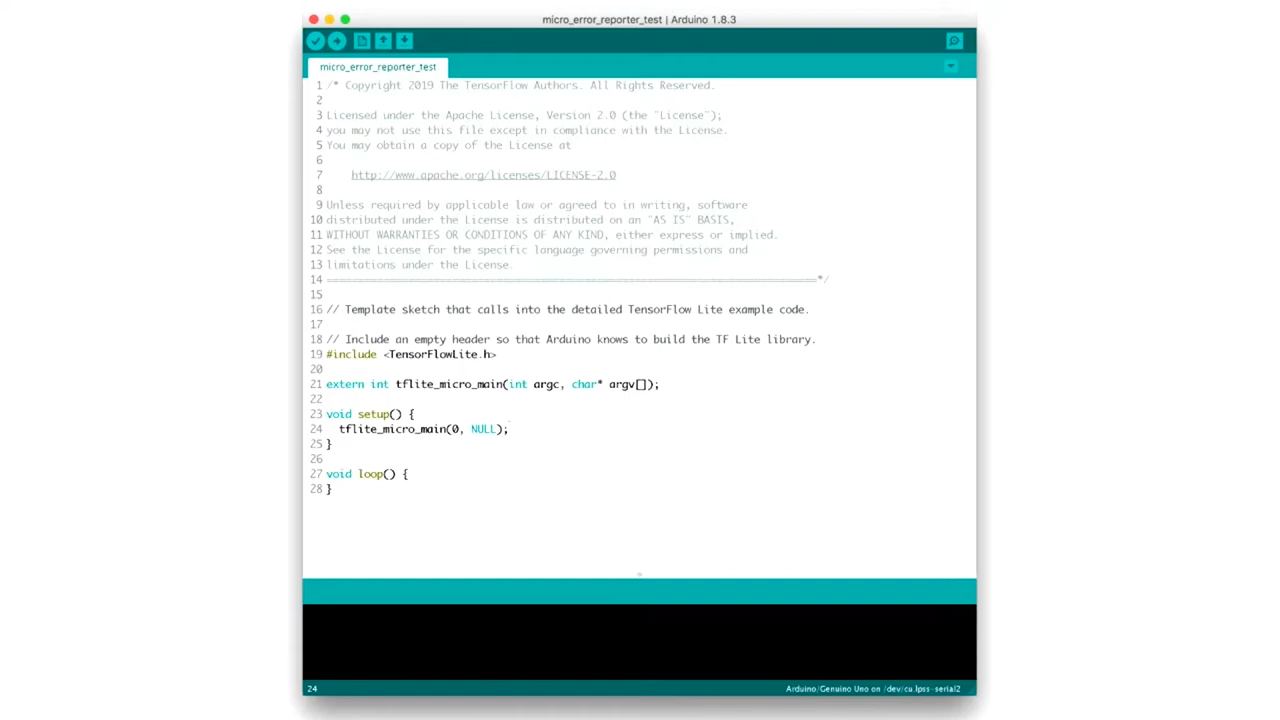 micro_error_reporter_test | Arduino 1.8.3
micro_error_reporter_test
1 /* Copyright 2019 The TensorFlow Authors. All Rights Reserved.
2
3 Licensed under the Apache License, Version 2.0 (the "License");
4 you may not use this file except in compliance with the License.
5 You may obtain a copy of the License at
6
7 http://www.apache.org/licenses/LICENSE-2.0
8
9 Unless required by applicable law or agreed to in writing, software
10 distributed under the License is distributed on an "AS IS" BASIS,
11 WITHOUT WARRANTIES OR CONDITIONS OF ANY KIND, either express or implied.
12 See the License for the specific language governing permissions and
13 limitations under the License.
14 ==============================================================================*/
15
16 // Template sketch that calls into the detailed TensorFlow Lite example code.
17
18 // Include an empty header so that Arduino knows to build the TF Lite library.
19 #include <TensorFlowLite.h>
20
21 extern int tflite_micro_main(int argc, char* argv[]);
22
23 void setup() {
24 tflite_micro_main(0, NULL);
25 }
26
27 void loop() {
28 }
24 Arduino/Genuino Uno on /dev/cu.lpss-serial2